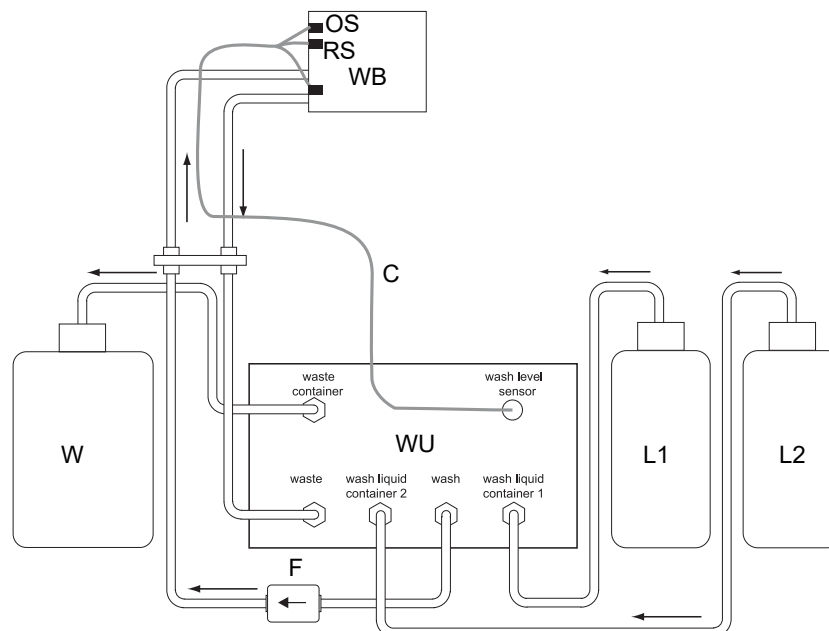 OS
RS
WB
C
waste
container
wash level
sensor
W
WU
L1
L2
waste
wash liquid
container 2
wash
wash liquid
container 1
F